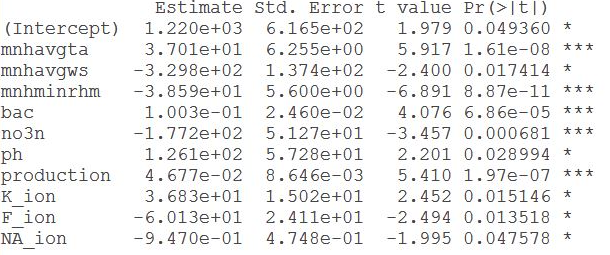 Estimate Std. Error t value Pr(>|t|)
(Intercept) 1.220e+03 6.165e+02 1.979 0.049360 *
mnhavgta 3.701e+01 6.255e+00 5.917 1.61e-08 ***
mnhavgws -3.298e+02 1.374e+02 -2.400 0.017414 *
mnhminrhm -3.859e+01 5.600e+00 -6.891 8.87e-11 ***
bac 1.003e-01 2.460e-02 4.076 6.86e-05 ***
no3n -1.772e+02 5.127e+01 -3.457 0.000681 ***
ph 1.261e+02 5.728e+01 2.201 0.028994 *
production 4.677e-02 8.646e-03 5.410 1.97e-07 ***
K_ion 3.683e+01 1.502e+01 2.452 0.015146 *
F_ion -6.013e+01 2.411e+01 -2.494 0.013518 *
NA_ion -9.470e-01 4.748e-01 -1.995 0.047578 *